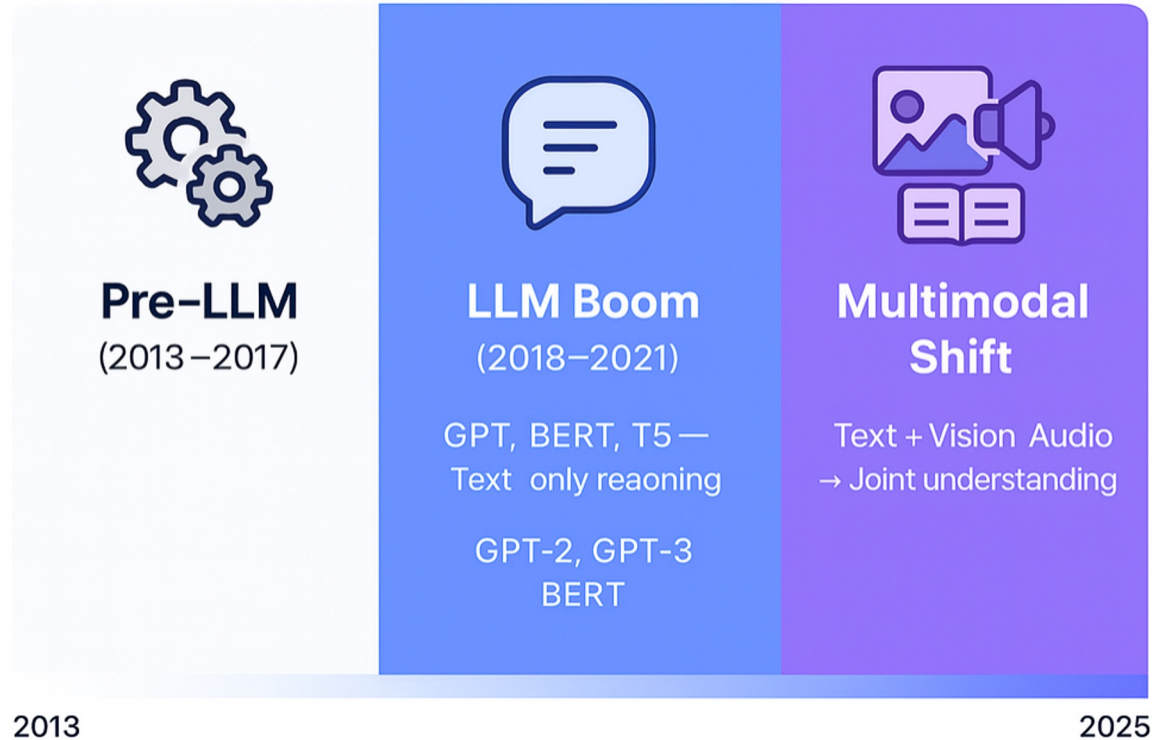 Pre-LLM
(2013-2017)
LLM Boom
(2018-2021)
GPT, BERT, T5 —
Text only reaoning
GPT-2, GPT-3
BERT
Multimodal
Shift
Text + Vision Audio
→ Joint understanding
2013
2025